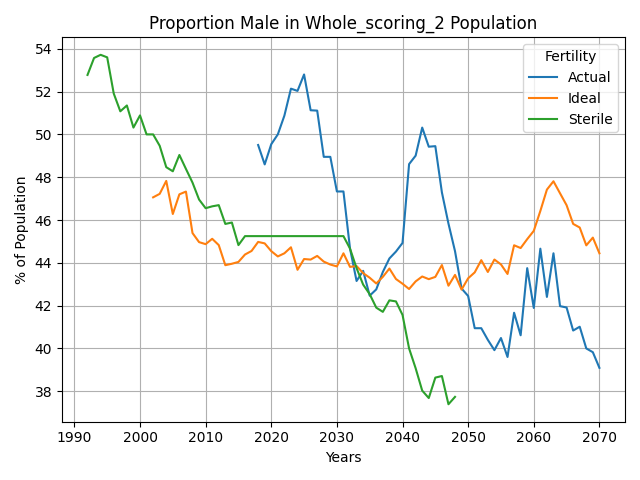 Proportion Male in Whole_scoring_2 Population
Fertility
Actual
Ideal
Sterile
% of Population
54
52
50
48
46
44
42
40
38
1990
2000
2010
2020
2030
2040
2050
2060
2070
Years